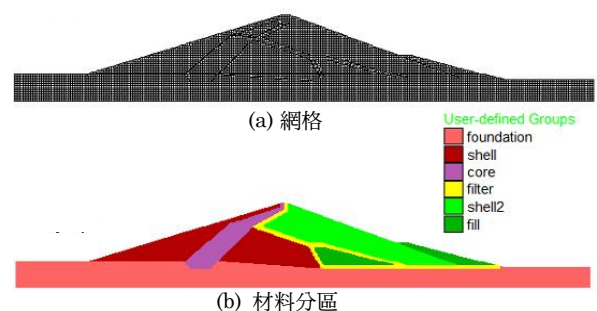 (a) 網格
User-defined Groups
foundation
shell
core
filter
shell2
fill
(b) 材料分區